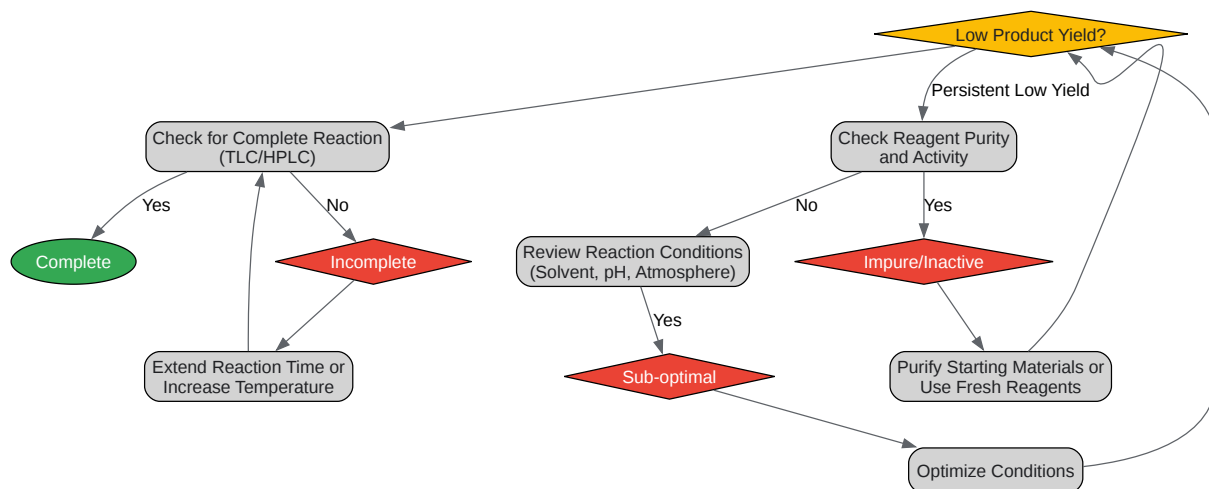 Low Product Yield?
Persistent Low Yield
Check for Complete Reaction
(TLC/HPLC)
Check Reagent Purity
and Activity
Yes
No
No
Yes
Complete
Incomplete
Review Reaction Conditions
(Solvent, pH, Atmosphere)
Impure/Inactive
Yes
Extend Reaction Time or
Increase Temperature
Sub-optimal
Purify Starting Materials or
Use Fresh Reagents
Optimize Conditions